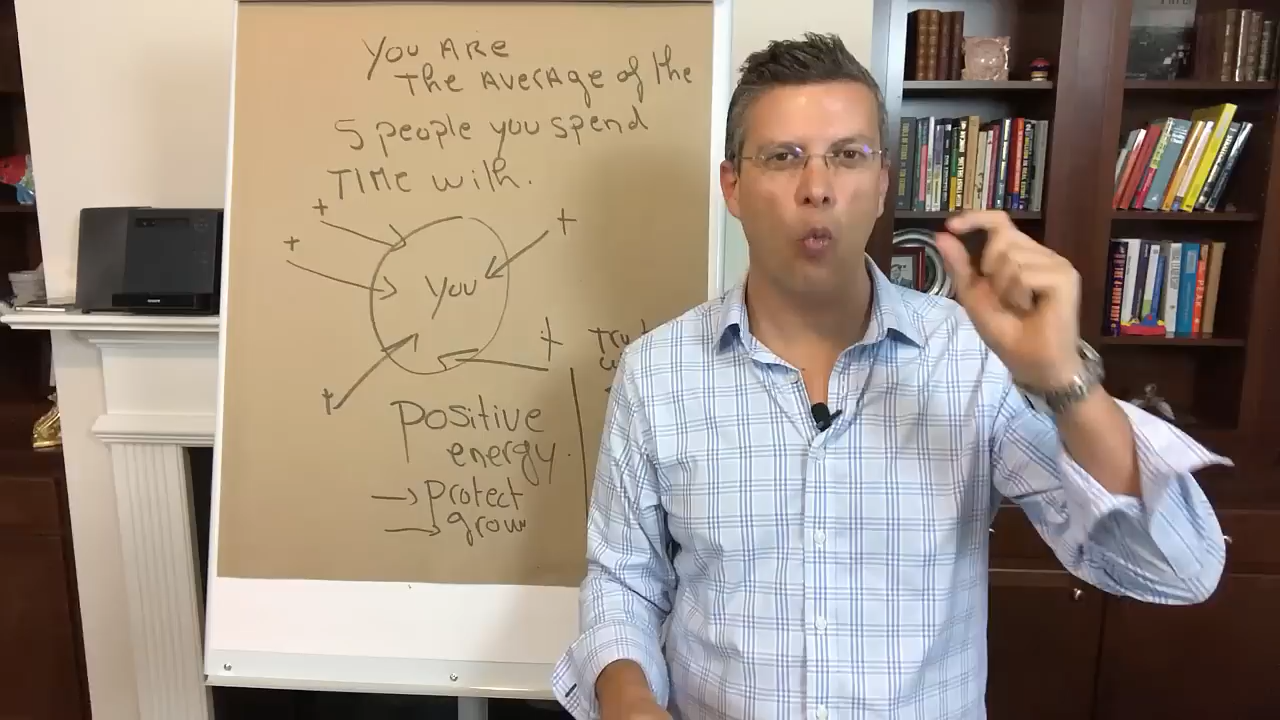 YOU ARE
The AVERAGE of the
5 people you spend
TIME with.
+
+
+
You
+
+
Positive
energy.
→ protect
→ grow